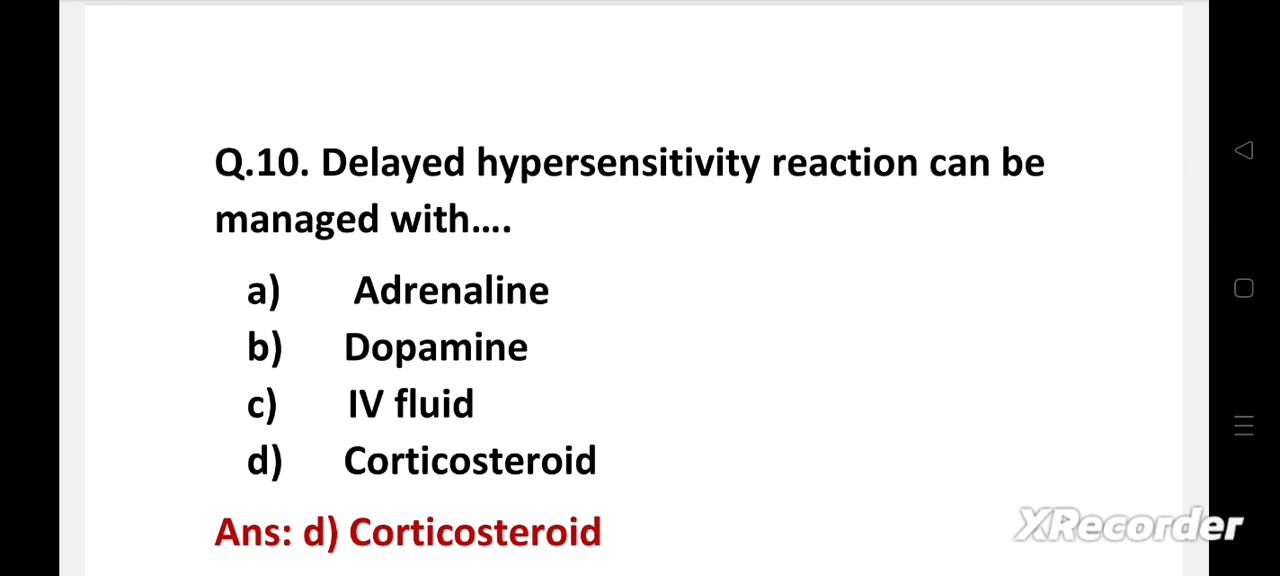 Q.10. Delayed hypersensitivity reaction can be
managed with....
a) Adrenaline
b) Dopamine
c) IV fluid
d) Corticosteroid
Ans: d) Corticosteroid
XRecorder